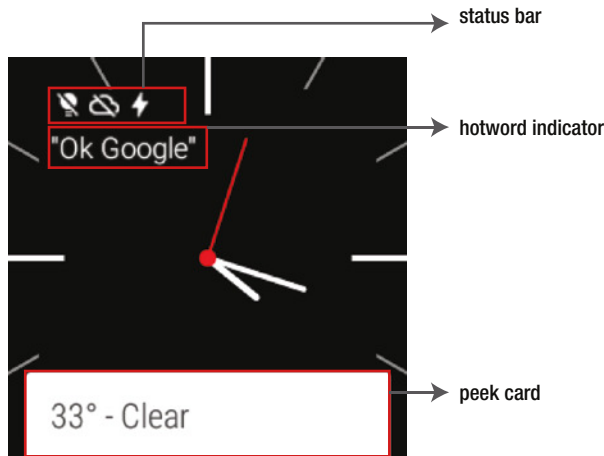 status bar
"Ok Google"
hotword indicator
33° - Clear
peek card